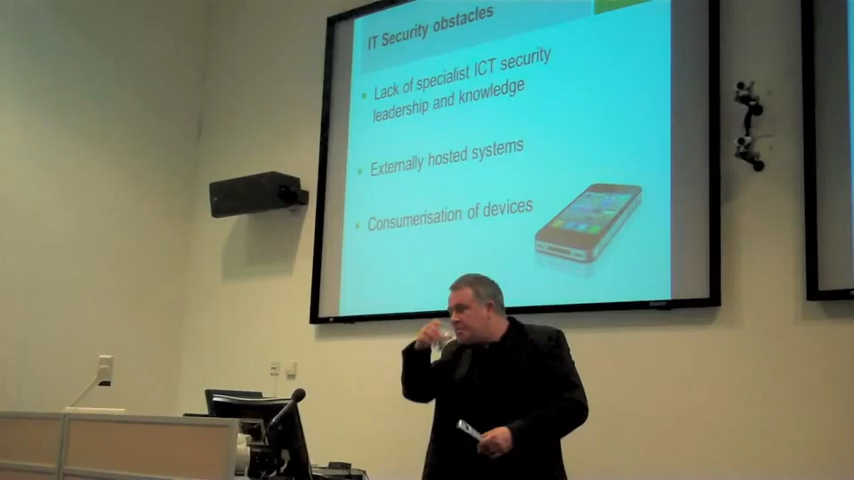 IT Security obstacles
Lack of specialist ICT security
leadership and knowledge
Externally hosted systems
Consumerisation of devices